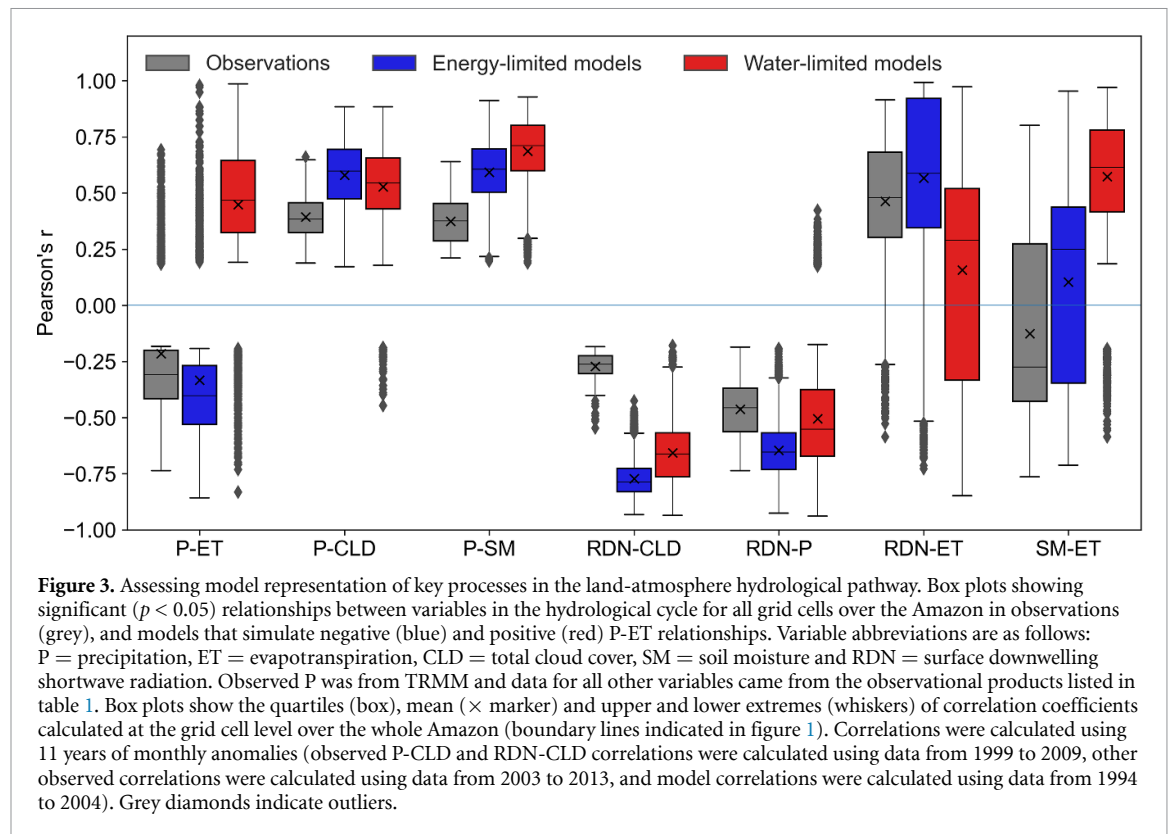 Observations Energy-limited models Water-limited models
1.00
0.75
0.50
0.25
0.00
−0.25
−0.50
−0.75
−1.00
Pearson's r
P-ET P-CLD P-SM RDN-CLD RDN-P RDN-ET SM-ET
Figure 3. Assessing model representation of key processes in the land-atmosphere hydrological pathway. Box plots showing
significant (p < 0.05) relationships between variables in the hydrological cycle for all grid cells over the Amazon in observations
(grey), and models that simulate negative (blue) and positive (red) P-ET relationships. Variable abbreviations are as follows:
P = precipitation, ET = evapotranspiration, CLD = total cloud cover, SM = soil moisture and RDN = surface downwelling
shortwave radiation. Observed P was from TRMM and data for all other variables came from the observational products listed in
table 1. Box plots show the quartiles (box), mean (× marker) and upper and lower extremes (whiskers) of correlation coefficients
calculated at the grid cell level over the whole Amazon (boundary lines indicated in figure 1). Correlations were calculated using
11 years of monthly anomalies (observed P-CLD and RDN-CLD correlations were calculated using data from 1999 to 2009, other
observed correlations were calculated using data from 2003 to 2013, and model correlations were calculated using data from 1994
to 2004). Grey diamonds indicate outliers.